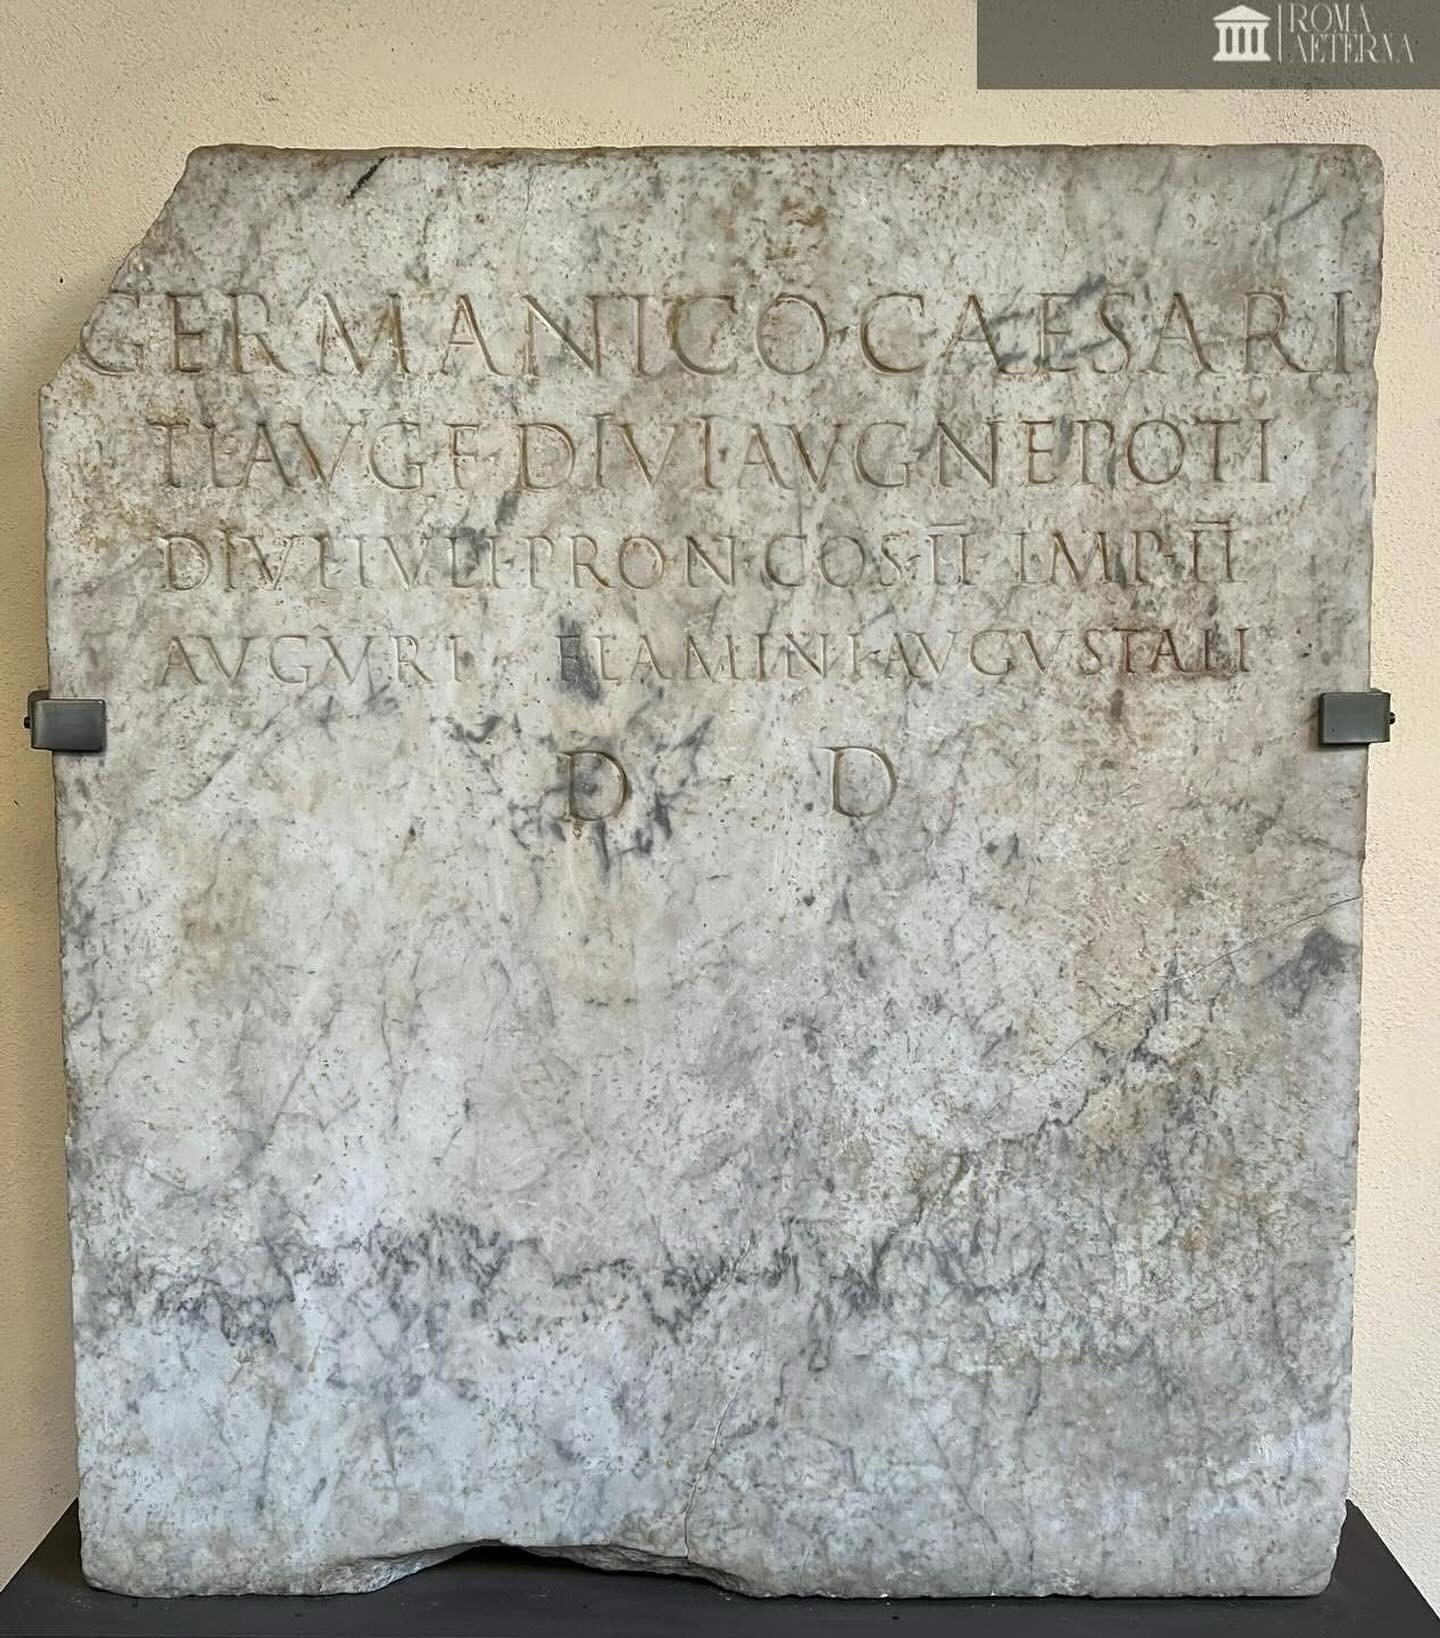 ROMA
AETERNA
GERMANICO CAESARI
TI AVG F DIVI AVG NEPOTI
DIVI IVLI PRON COS II IMP II
AVGVRI FLAMINI AVGVSTALI
D D